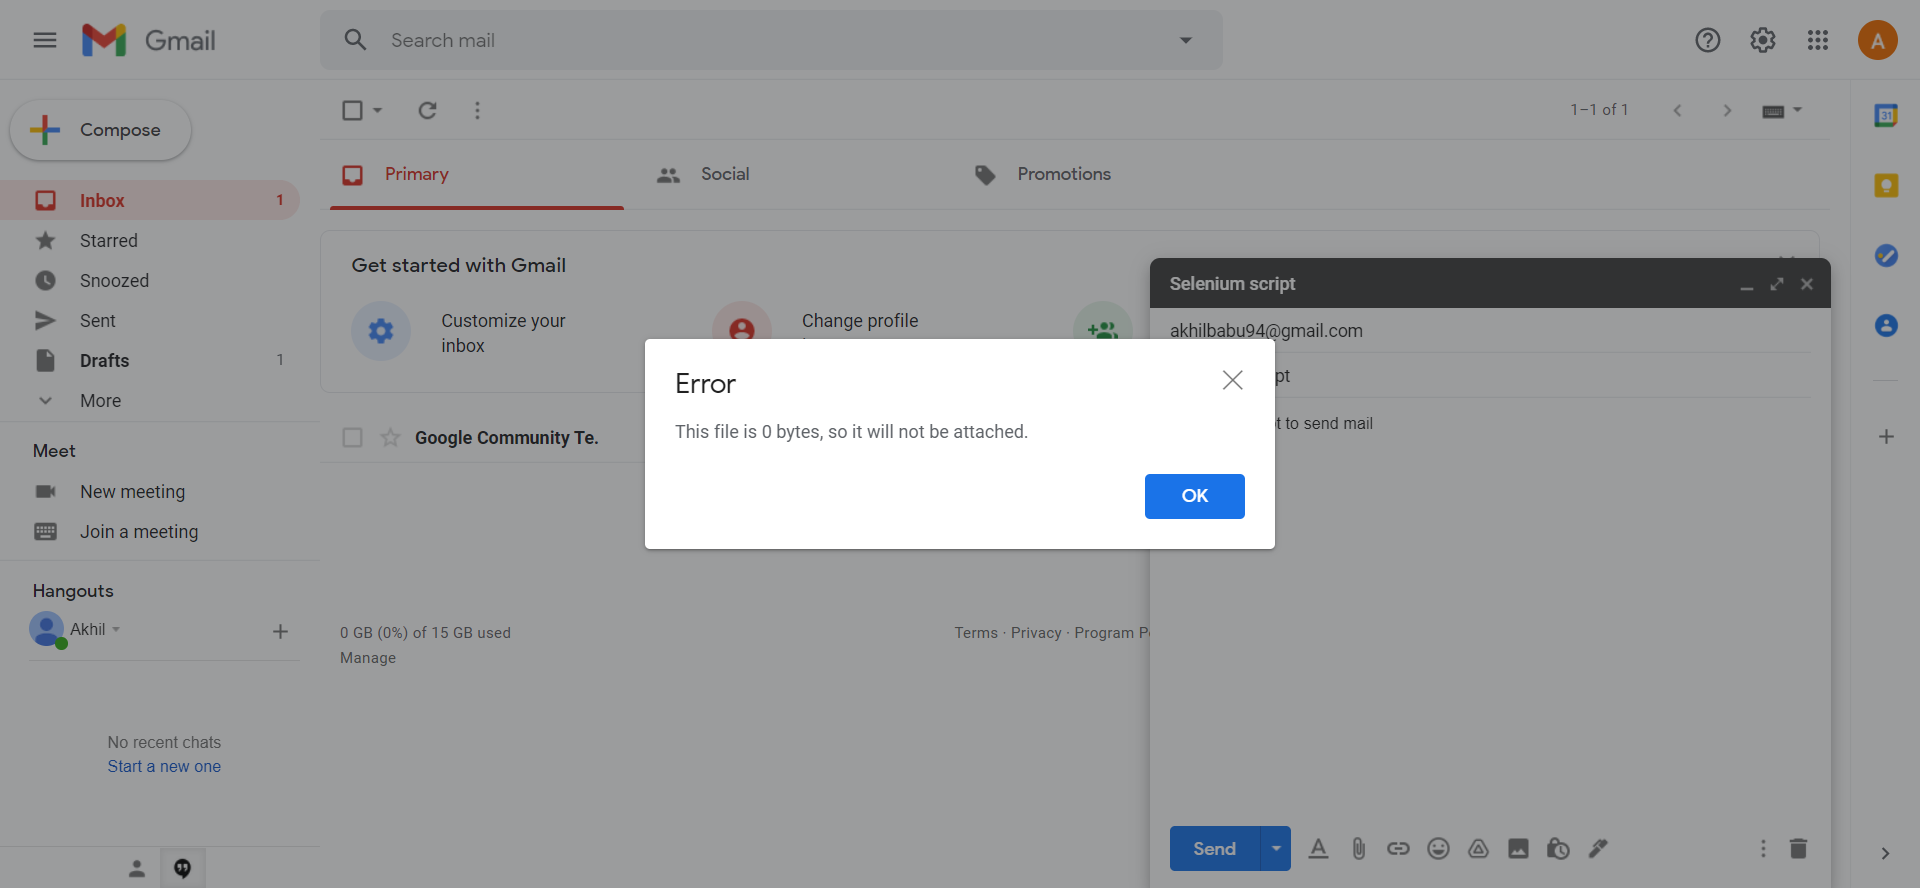 Gmail
Search mail
A
Compose
1–1 of 1
31
Primary
Social
Promotions
Inbox 1
Starred
Snoozed
Sent
Drafts 1
More
Get started with Gmail
Customize your
inbox
Change profile
Selenium script
akhilbabu94@gmail.com
pt
t to send mail
Error
This file is 0 bytes, so it will not be attached.
OK
Google Community Te.
Meet
New meeting
Join a meeting
Hangouts
Akhil
0 GB (0%) of 15 GB used
Manage
Terms · Privacy · Program P
No recent chats
Start a new one
Send